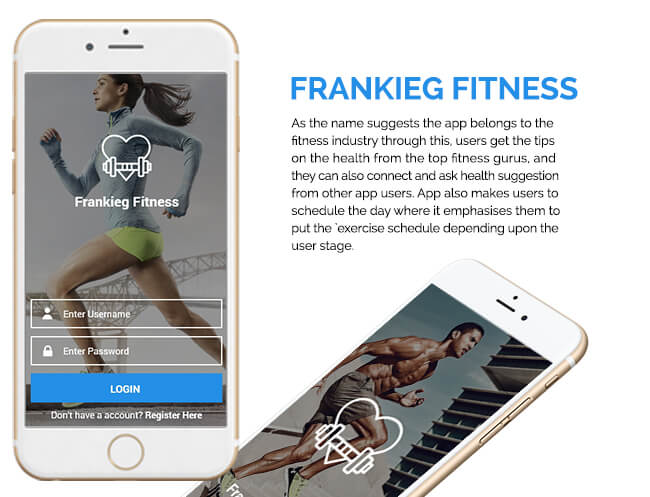 Frankieg Fitness
Enter Username
Enter Password
LOGIN
Don't have a account? Register Here
FRANKIEG FITNESS
As the name suggests the app belongs to the
fitness industry through this, users get the tips
on the health from the top fitness gurus, and
they can also connect and ask health suggestion
from other app users. App also makes users to
schedule the day where it emphasises them to
put the `exercise schedule depending upon the
user stage.